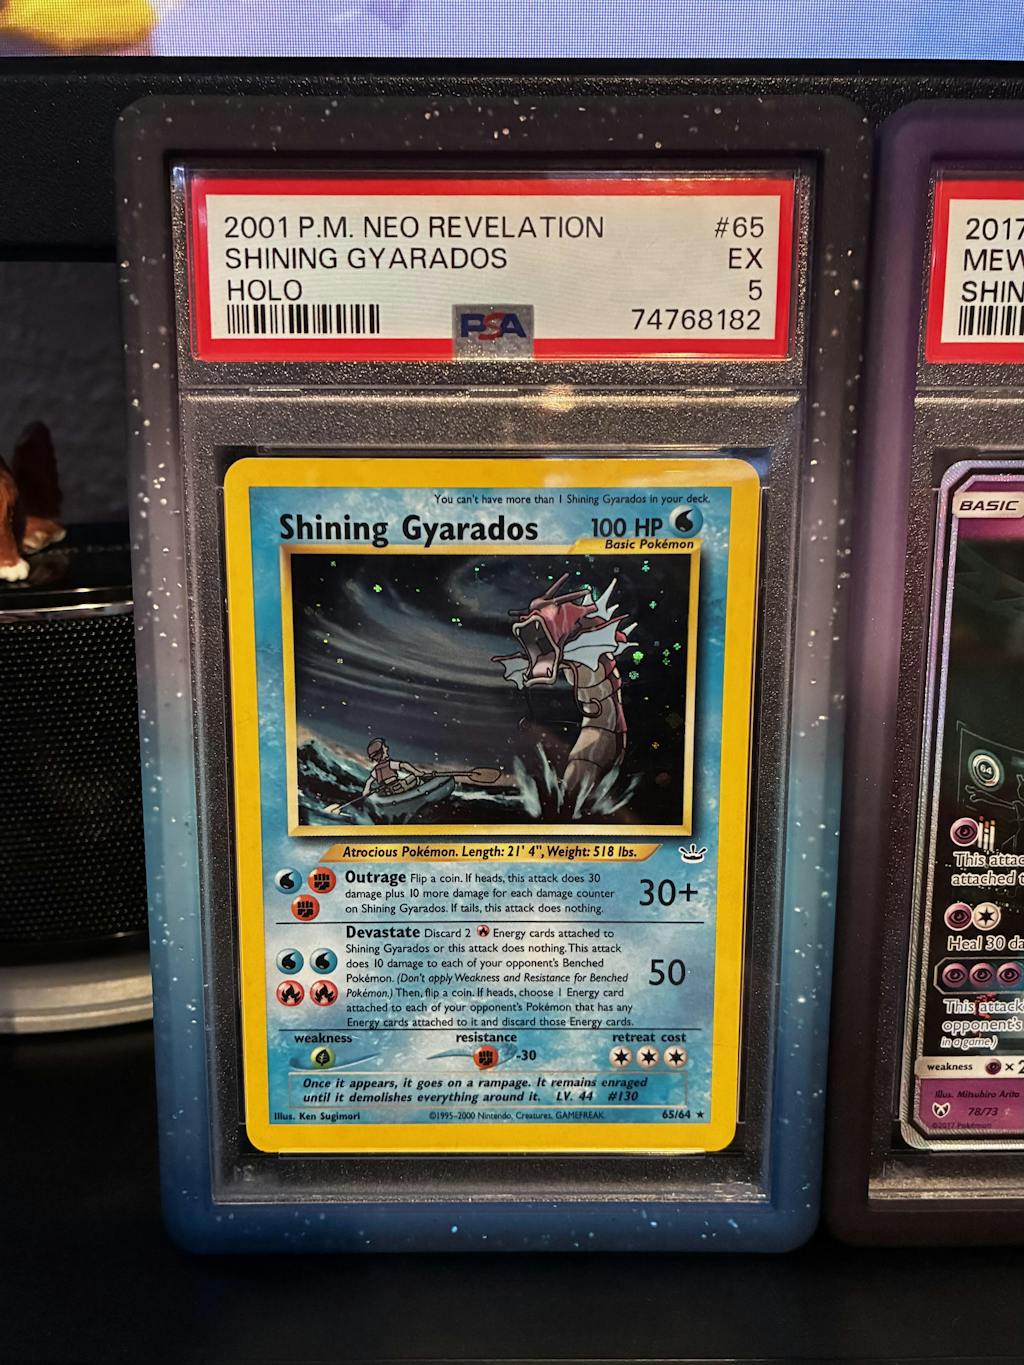 2001 P.M. NEO REVELATION #65
SHINING GYARADOS EX
HOLO 5
PSA 74768182
You can't have more than 1 Shining Gyarados in your deck.
Shining Gyarados 100 HP
Basic Pokémon
Atrocious Pokémon. Length: 21' 4", Weight: 518 lbs.
Outrage Flip a coin. If heads, this attack does 30
damage plus 10 more damage for each damage counter
on Shining Gyarados. If tails, this attack does nothing.
30+
Devastate Discard 2 Energy cards attached to
Shining Gyarados or this attack does nothing. This attack
does 10 damage to each of your opponent's Benched
Pokémon. (Don't apply Weakness and Resistance for Benched
Pokémon.) Then, flip a coin. If heads, choose 1 Energy card
attached to each of your opponent's Pokémon that has any
Energy cards attached to it and discard those Energy cards.
50
weakness resistance retreat cost
-30
Once it appears, it goes on a rampage. It remains enraged
until it demolishes everything around it. LV. 44 #130
Illus. Ken Sugimori ©1995-2000 Nintendo, Creatures, GAMEFREAK. 65/64 ★
2017
MEW
SHIN
BASIC
64
This attac
attached t
Heal 30 da
This attack
opponent's
in a game.)
weakness ×2
Illus. Mitsuhiro Arita
78/73
©2017 Pokémon